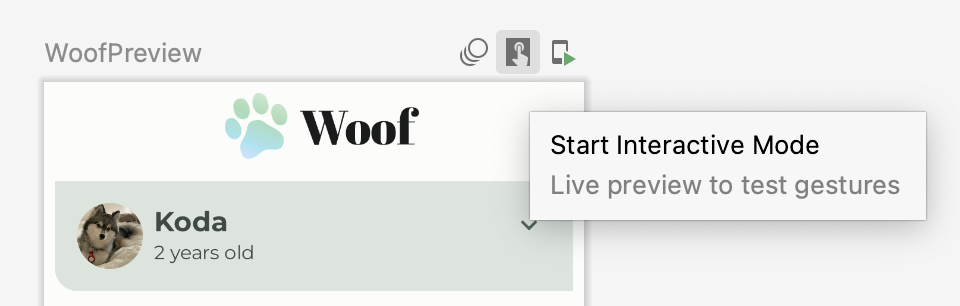 WoofPreview
Woof
Start Interactive Mode
Live preview to test gestures
Koda
2 years old